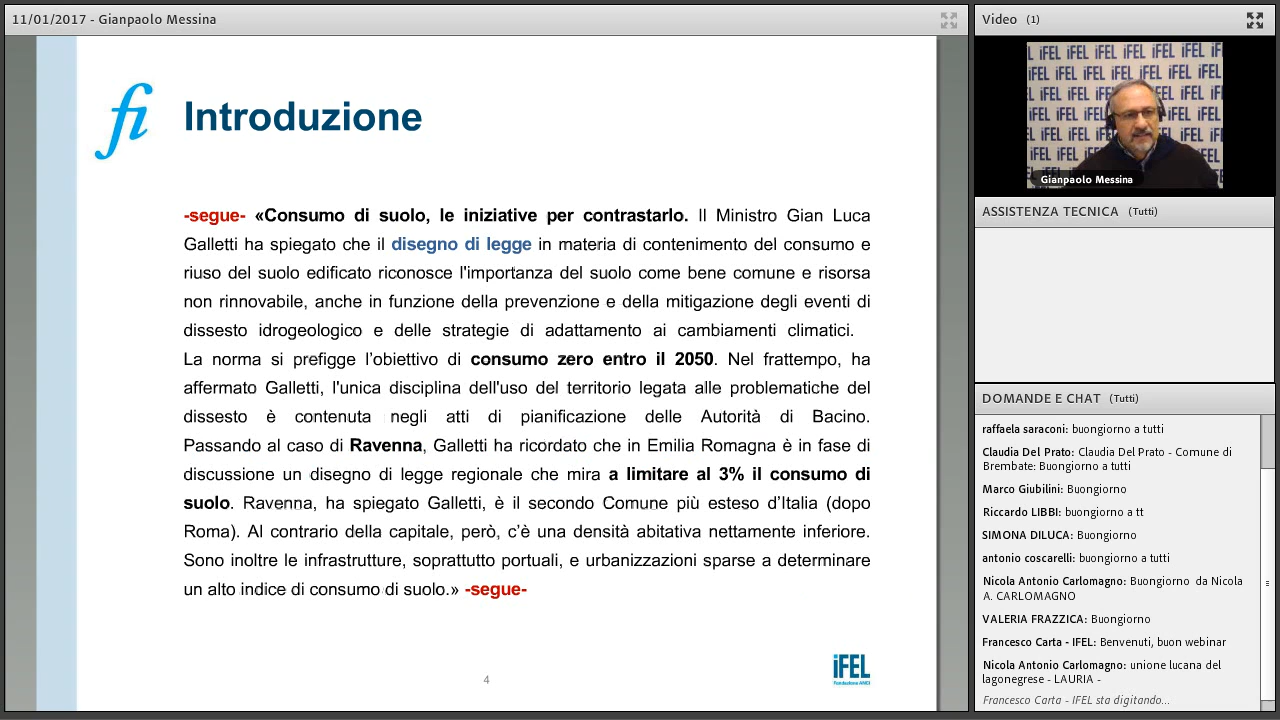 11/01/2017 - Gianpaolo Messina
fi
Introduzione
-segue- «Consumo di suolo, le iniziative per contrastarlo. Il Ministro Gian Luca
Galletti ha spiegato che il disegno di legge in materia di contenimento del consumo e
riuso del suolo edificato riconosce l'importanza del suolo come bene comune e risorsa
non rinnovabile, anche in funzione della prevenzione e della mitigazione degli eventi di
dissesto idrogeologico e delle strategie di adattamento ai cambiamenti climatici.
La norma si prefigge l’obiettivo di consumo zero entro il 2050. Nel frattempo, ha
affermato Galletti, l'unica disciplina dell'uso del territorio legata alle problematiche del
dissesto è contenuta negli atti di pianificazione delle Autorità di Bacino.
Passando al caso di Ravenna, Galletti ha ricordato che in Emilia Romagna è in fase di
discussione un disegno di legge regionale che mira a limitare al 3% il consumo di
suolo. Ravenna, ha spiegato Galletti, è il secondo Comune più esteso d’Italia (dopo
Roma). Al contrario della capitale, però, c’è una densità abitativa nettamente inferiore.
Sono inoltre le infrastrutture, soprattutto portuali, e urbanizzazioni sparse a determinare
un alto indice di consumo di suolo.» -segue-
4
iFEL
Fondazione ANCI
Video (1)
iFEL
Gianpaolo Messina
ASSISTENZA TECNICA (Tutti)
DOMANDE E CHAT (Tutti)
raffaela saraconi: buongiorno a tutti
Claudia Del Prato: Claudia Del Prato - Comune di
Brembate: Buongiorno a tutti
Marco Giubilini: Buongiorno
Riccardo LIBBI: buongiorno a tt
SIMONA DILUCA: Buongiorno
antonio coscarelli: buongiorno a tutti
Nicola Antonio Carlomagno: Buongiorno da Nicola
A. CARLOMAGNO
VALERIA FRAZZICA: Buongiorno
Francesco Carta - IFEL: Benvenuti, buon webinar
Nicola Antonio Carlomagno: unione lucana del
lagonegrese - LAURIA -
Francesco Carta - IFEL sta digitando...